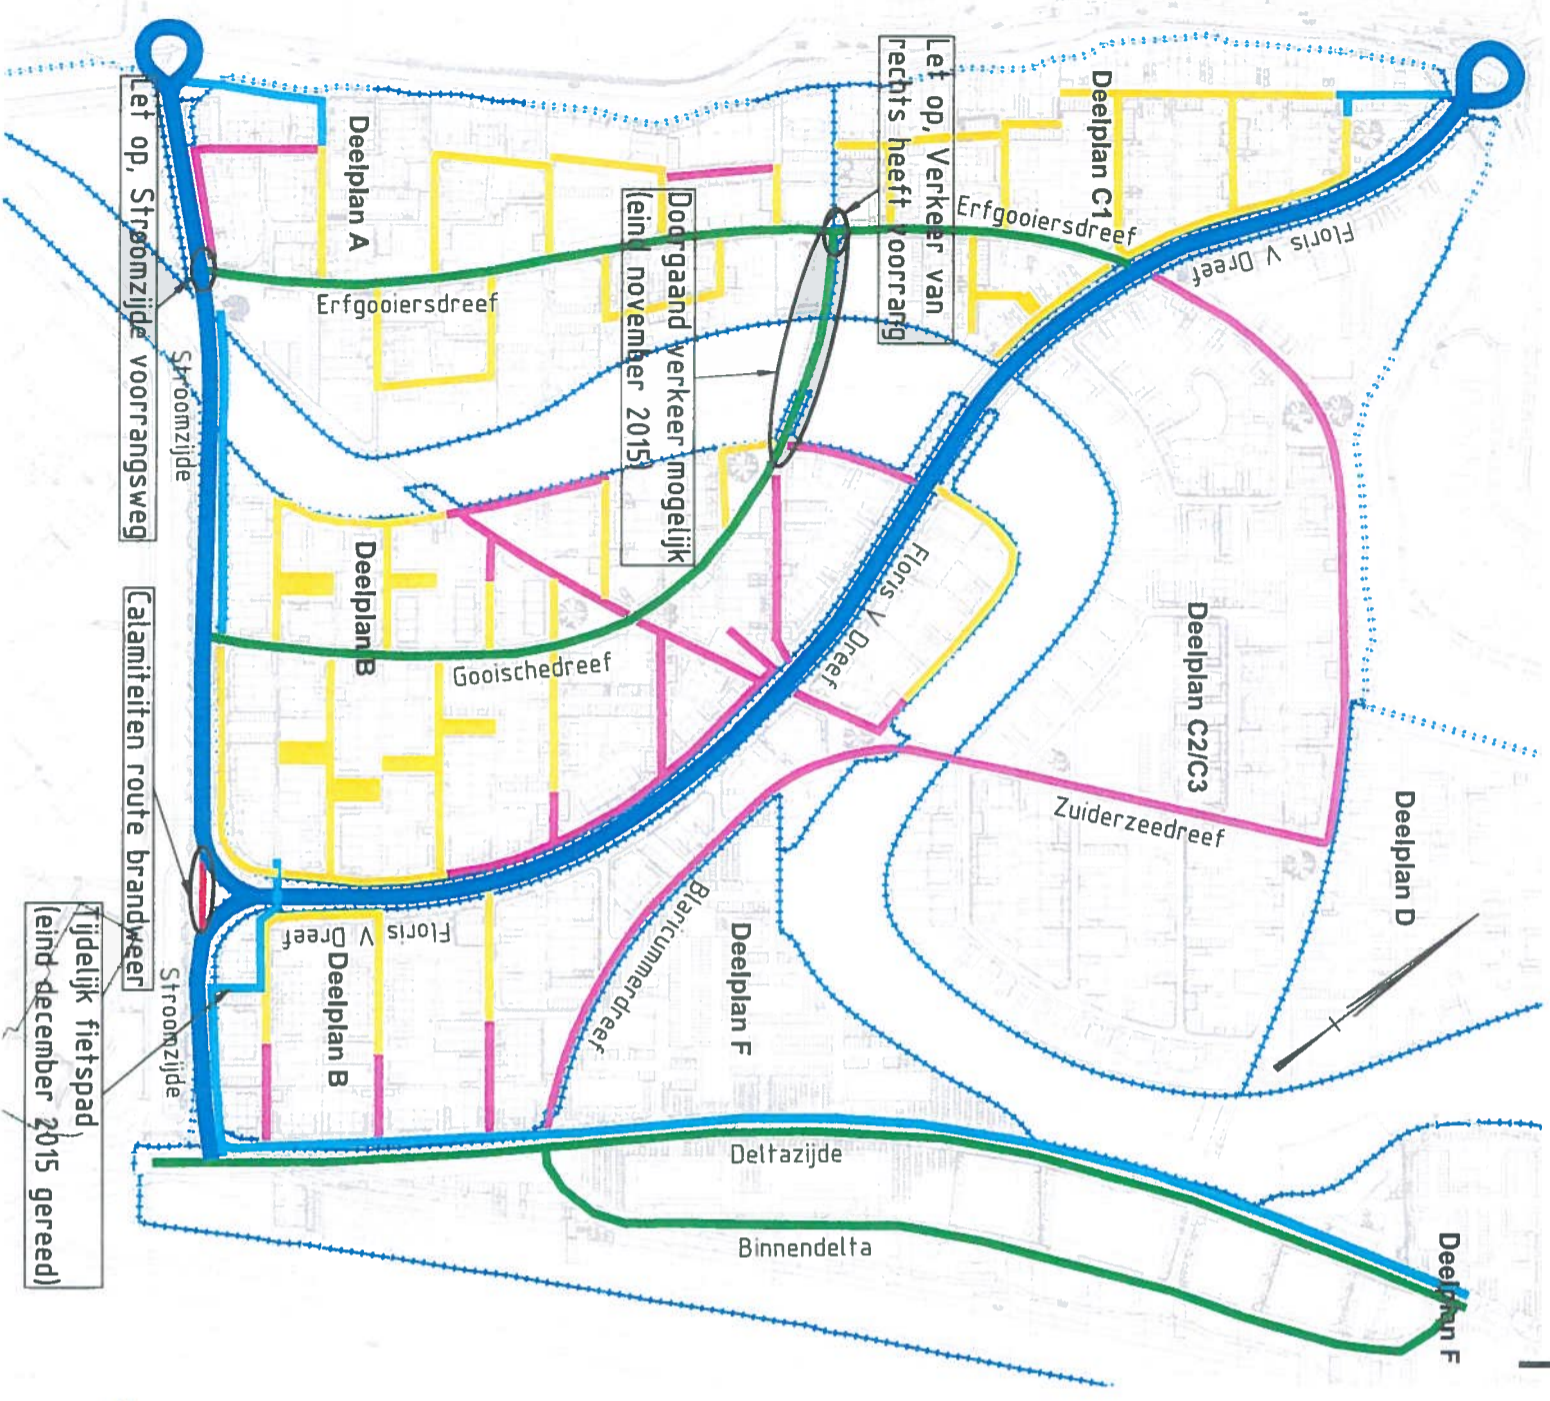 Let op, Verkeer van
rechts heeft voorrang
Deelplan C1
Erfgooiersdreef
Floris V Dreef
Let op, Stroomzijde voorrangsweg
Deelplan A
Doorgaand verkeer mogelijk
(eind november 2015)
Erfgooiersdreef
Stroomzijde
Deelplan B
Floris V Dreef
Deelplan C2/C3
Gooischedreef
Calamiteiten route brandweer
Zuiderzeedreef
Deelplan D
Blaricummerdreef
Floris V Dreef
Deelplan B
Deelplan F
Stroomzijde
Tijdelijk fietspad
(eind december 2015 gereed)
Deltazijde
Binnendelta
Deelplan F